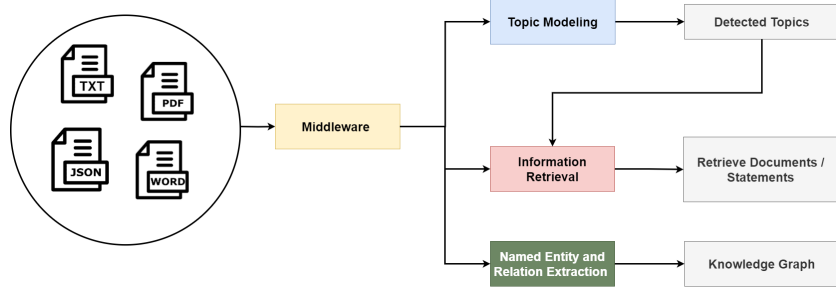 TXT
PDF
JSON
WORD
Middleware
Topic Modeling
Detected Topics
Information
Retrieval
Retrieve Documents /
Statements
Named Entity and
Relation Extraction
Knowledge Graph